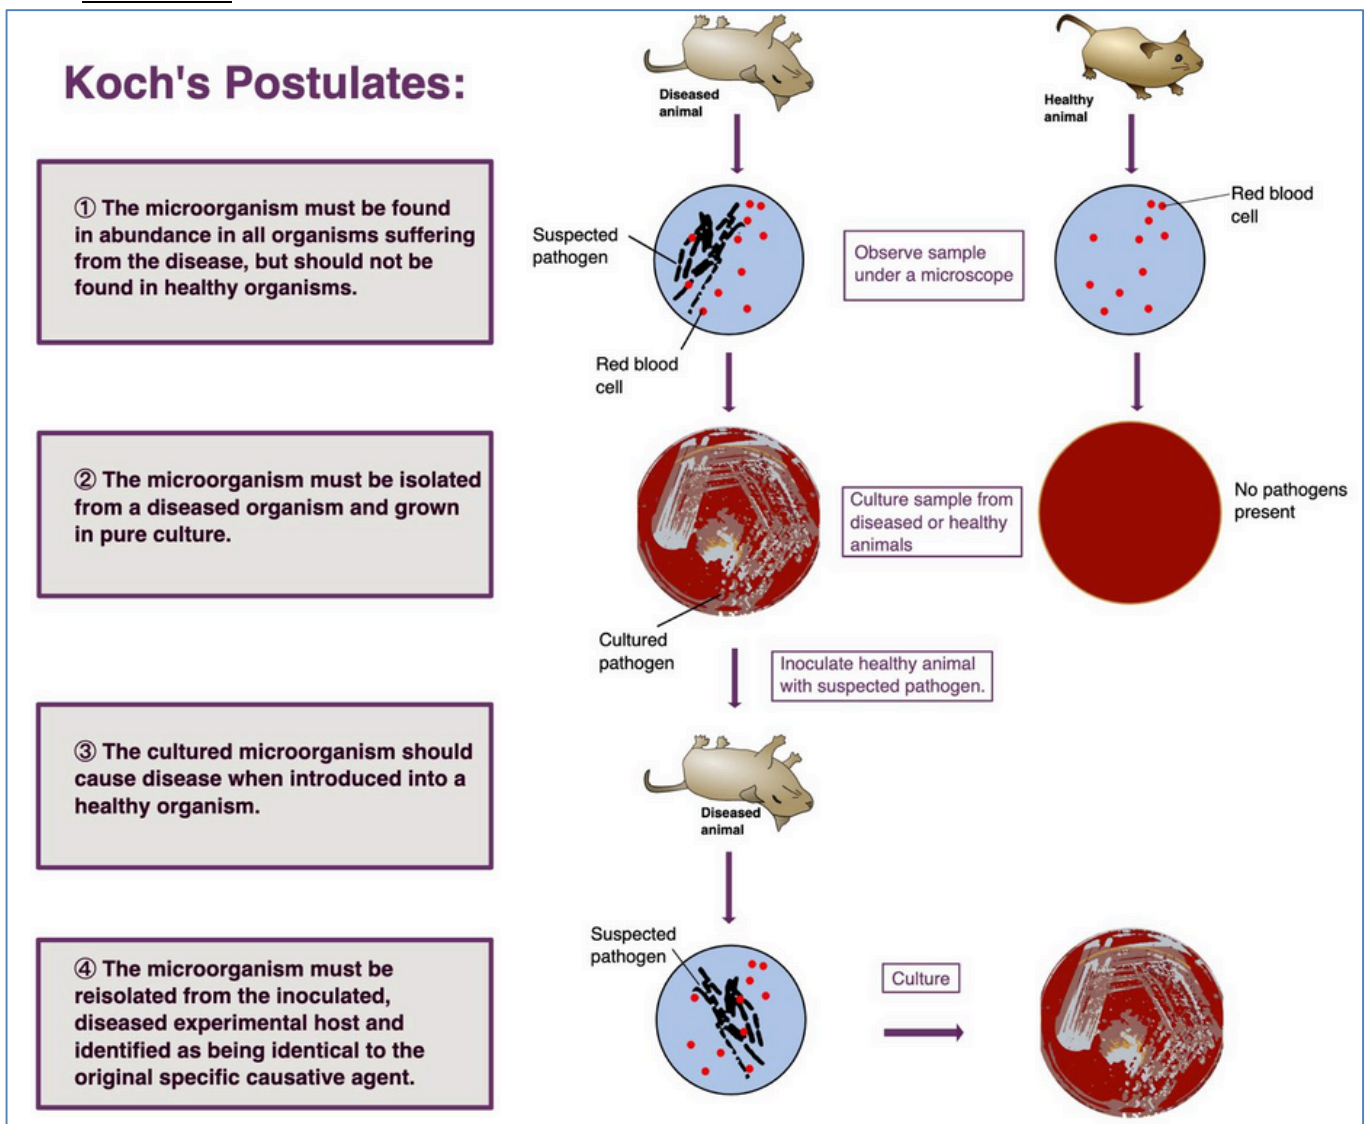 Koch's Postulates:
Diseased
animal
Healthy
animal
① The microorganism must be found
in abundance in all organisms suffering
from the disease, but should not be
found in healthy organisms.
Suspected
pathogen
Red blood
cell
Observe sample
under a microscope
Red blood
cell
② The microorganism must be isolated
from a diseased organism and grown
in pure culture.
Culture sample from
diseased or healthy
animals
No pathogens
present
Cultured
pathogen
Inoculate healthy animal
with suspected pathogen.
③ The cultured microorganism should
cause disease when introduced into a
healthy organism.
Diseased
animal
④ The microorganism must be
reisolated from the inoculated,
diseased experimental host and
identified as being identical to the
original specific causative agent.
Suspected
pathogen
Culture